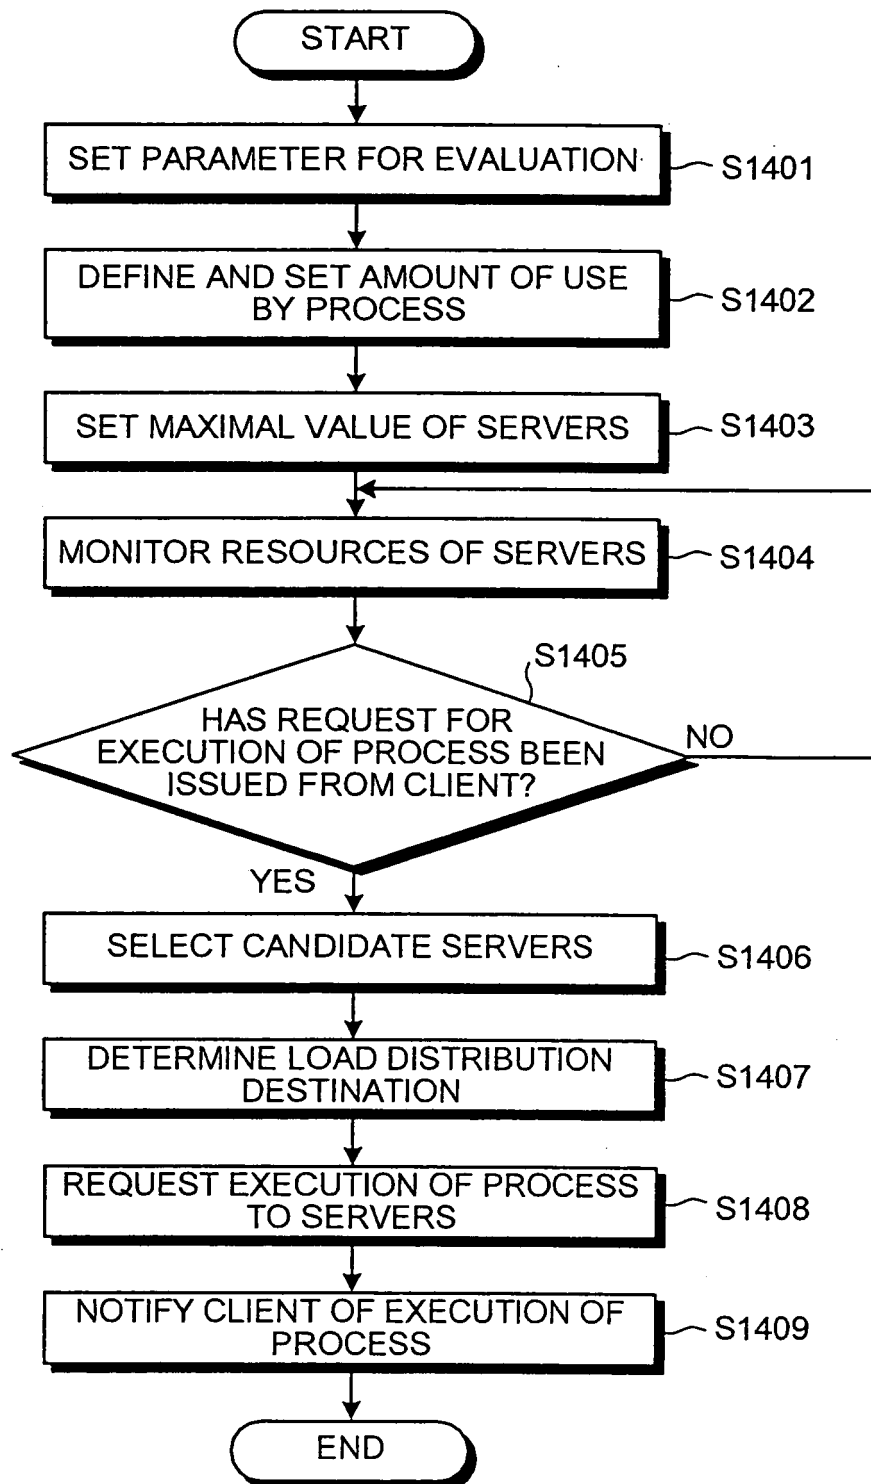 START
SET PARAMETER FOR EVALUATION
S1401
DEFINE AND SET AMOUNT OF USE
BY PROCESS
S1402
SET MAXIMAL VALUE OF SERVERS
S1403
MONITOR RESOURCES OF SERVERS
S1404
S1405
HAS REQUEST FOR
EXECUTION OF PROCESS BEEN
ISSUED FROM CLIENT?
NO
YES
SELECT CANDIDATE SERVERS
S1406
DETERMINE LOAD DISTRIBUTION
DESTINATION
S1407
REQUEST EXECUTION OF PROCESS
TO SERVERS
S1408
NOTIFY CLIENT OF EXECUTION OF
PROCESS
S1409
END